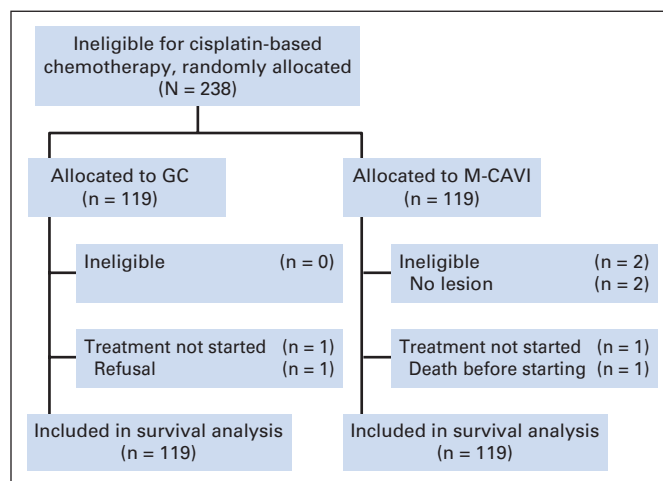 Ineligible for cisplatin-based
chemotherapy, randomly allocated
(N = 238)
Allocated to GC
(n = 119)
Allocated to M-CAVI
(n = 119)
Ineligible (n = 0)
Ineligible (n = 2)
No lesion (n = 2)
Treatment not started (n = 1)
Refusal (n = 1)
Treatment not started (n = 1)
Death before starting (n = 1)
Included in survival analysis
(n = 119)
Included in survival analysis
(n = 119)